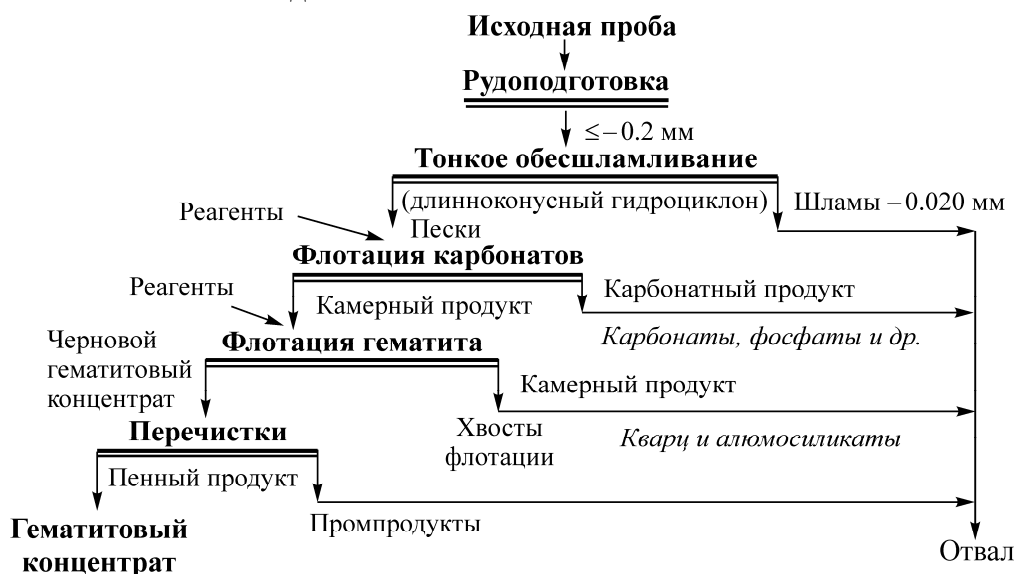 Исходная проба
Рудоподготовка
≤–0.2 мм
Тонкое обесшламливание
(длинноконусный гидроциклон)
Шламы –0.020 мм
Реагенты
Пески
Флотация карбонатов
Реагенты
Камерный продукт
Карбонатный продукт
Карбонаты, фосфаты и др.
Черновой
гематитовый
концентрат
Флотация гематита
Камерный продукт
Хвосты
флотации
Кварц и алюмосиликаты
Перечистки
Пенный продукт
Промпродукты
Гематитовый
концентрат
Отвал